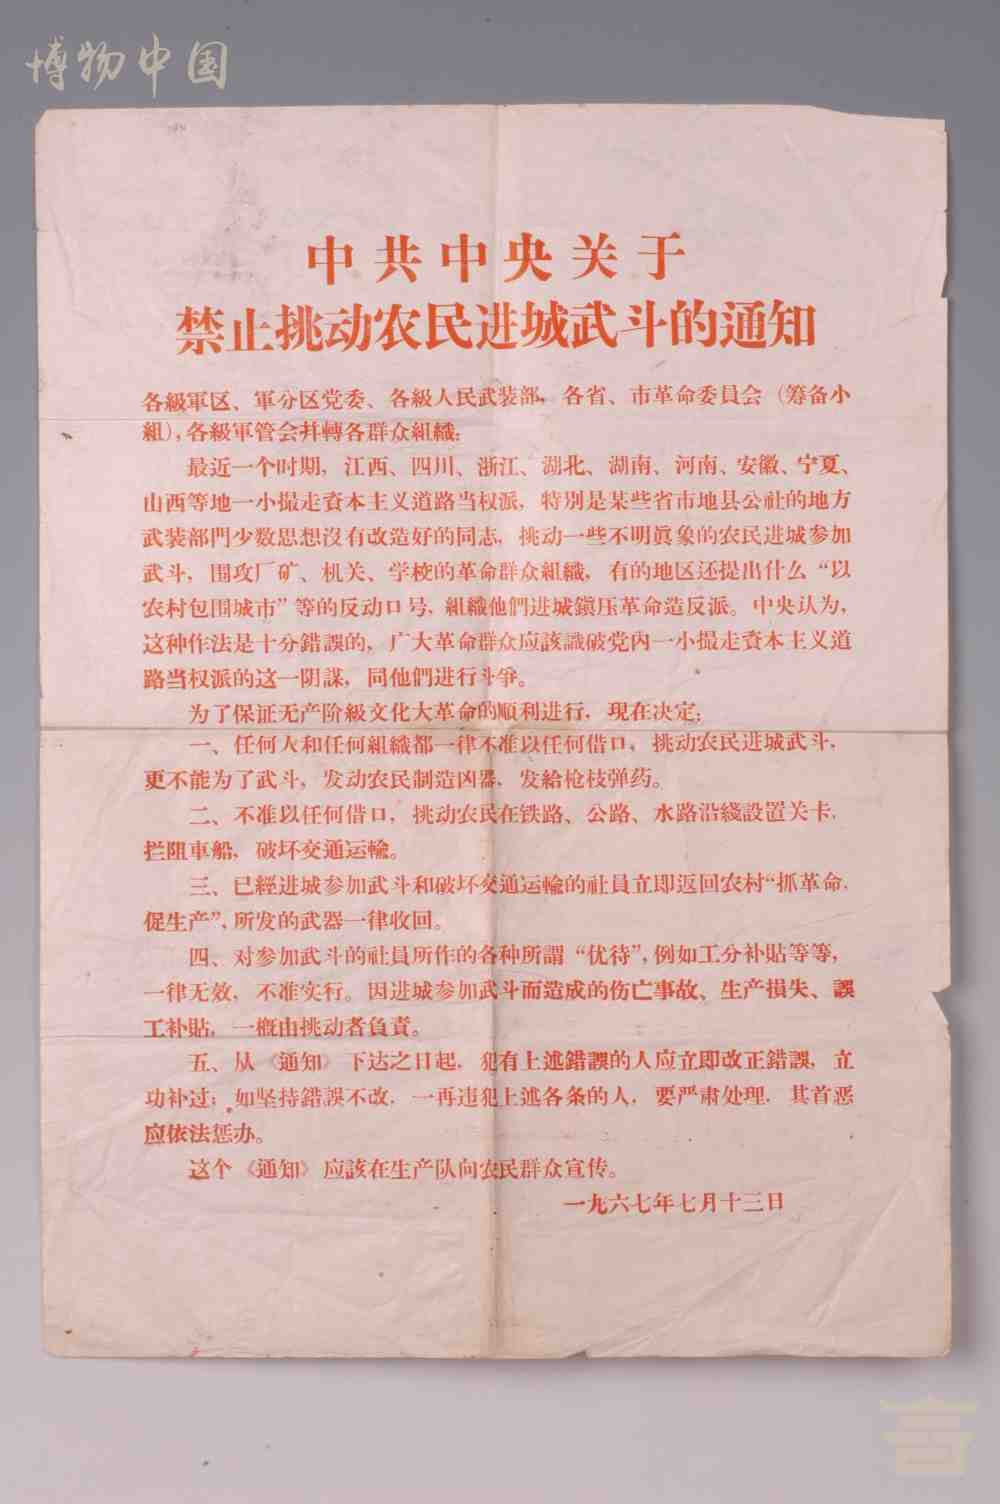 博物中国
中共中央关于
禁止挑动农民进城武斗的通知
各級軍区、軍分区党委、各級人民武装部，各省、市革命委員会（筹备小
組），各級軍管会并轉各群众組織：
最近一个时期，江西、四川、浙江、湖北、湖南、河南、安徽、宁夏、
山西等地一小撮走資本主义道路当权派，特別是某些省市地县公社的地方
武装部門少数思想沒有改造好的同志，挑动一些不明眞象的农民进城参加
武斗，围攻厂矿、机关、学校的革命群众組織，有的地区还提出什么“以
农村包围城市”等的反动口号，組織他們进城鎭压革命造反派。中央认为，
这种作法是十分錯誤的，广大革命群众应該識破党内一小撮走資本主义道
路当权派的这一阴謀，同他們进行斗爭。
为了保证无产阶級文化大革命的順利进行，现在决定：
一、任何人和任何組織都一律不准以任何借口，挑动农民进城武斗，
更不能为了武斗，发动农民制造凶器，发給枪枝弹药。
二、不准以任何借口，挑动农民在铁路、公路、水路沿綫設置关卡，
拦阻車船，破坏交通运輸。
三、已經进城参加武斗和破坏交通运輸的社員立即返回农村“抓革命，
促生产”，所发的武器一律收回。
四、对参加武斗的社員所作的各种所謂“优待”，例如工分补貼等等，
一律无效，不准实行。因进城参加武斗而造成的伤亡事故、生产損失、誤
工补貼，一概由挑动者負責。
五、从《通知》下达之日起，犯有上述錯誤的人应立即改正錯誤，立
功补过；如坚持錯誤不改，一再违犯上述各条的人，要严肃处理，其首恶
应依法惩办。
这个《通知》应該在生产队向农民群众宣传。
一九六七年七月十三日